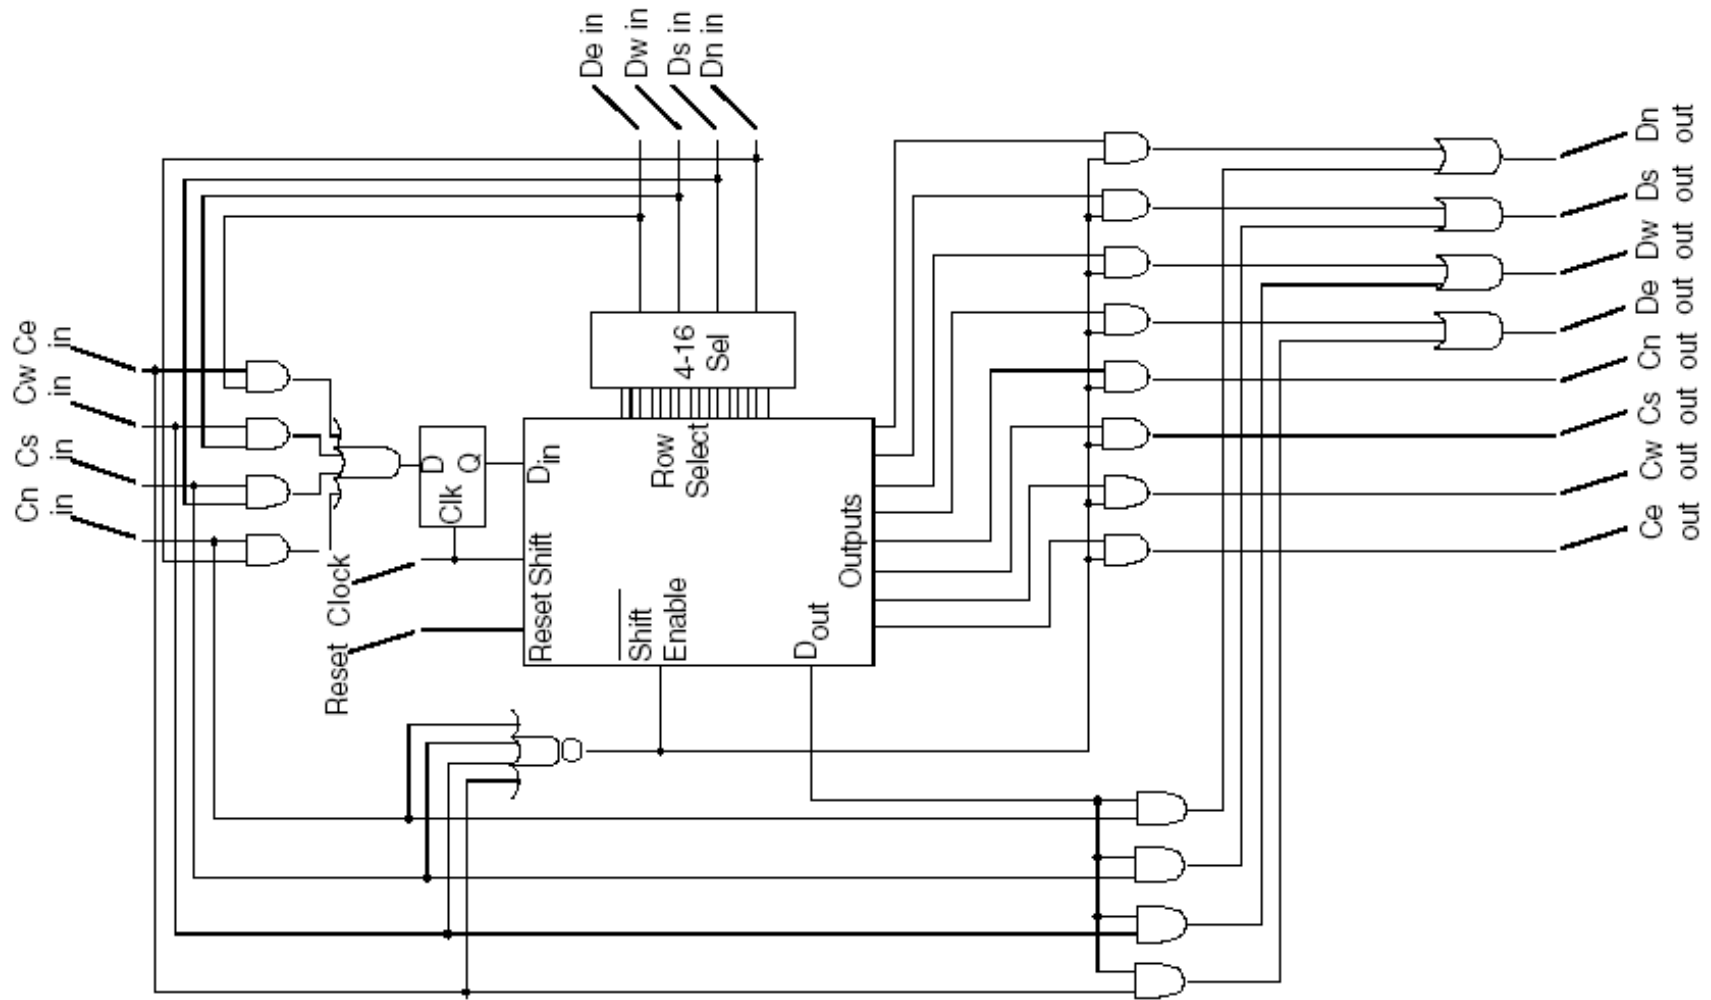 De in
Dw in
Ds in
Dn in
Cw Ce
in
in
Cn Cs
in
in
4-16
Sel
D
Q
Clk
Din
Row
Select
Reset Shift
Shift
Enable
Dout
Outputs
Reset Clock
Dn
out
Ds
out
Dw
out
De
out
Cn
out
Cs
out
Cw
out
Ce
out